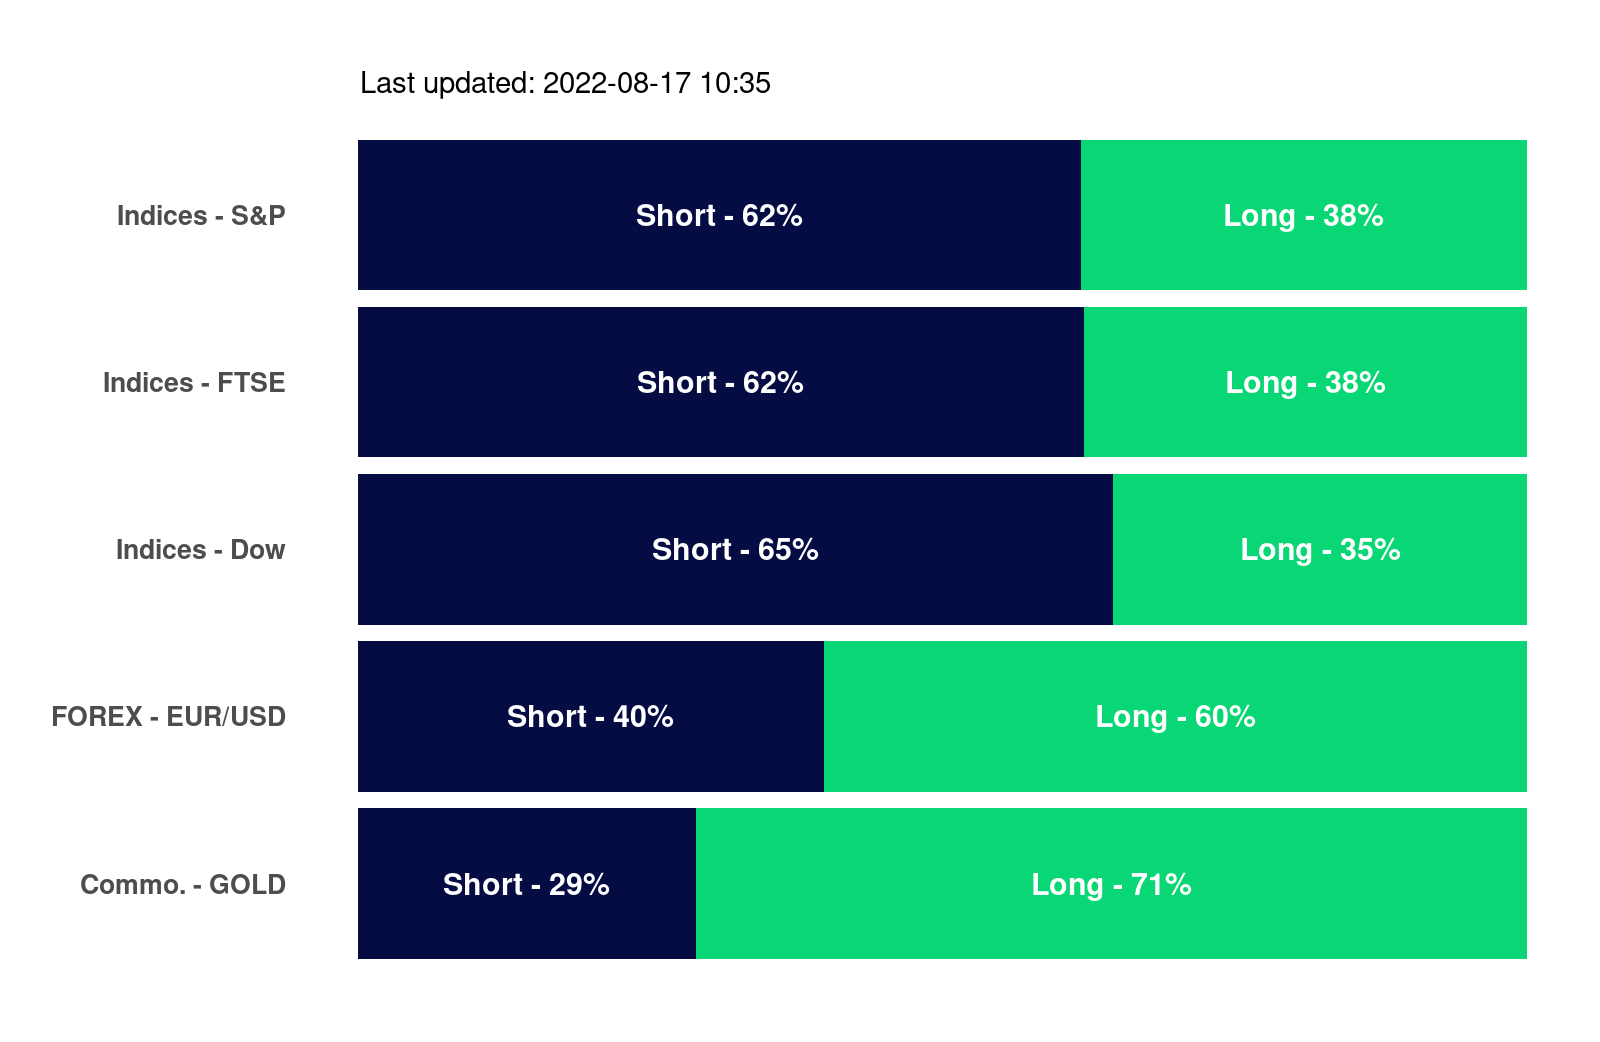 Last updated: 2022-08-17 10:35
Indices - S&P Short - 62% Long - 38%
Indices - FTSE Short - 62% Long - 38%
Indices - Dow Short - 65% Long - 35%
FOREX - EUR/USD Short - 40% Long - 60%
Commo. - GOLD Short - 29% Long - 71%